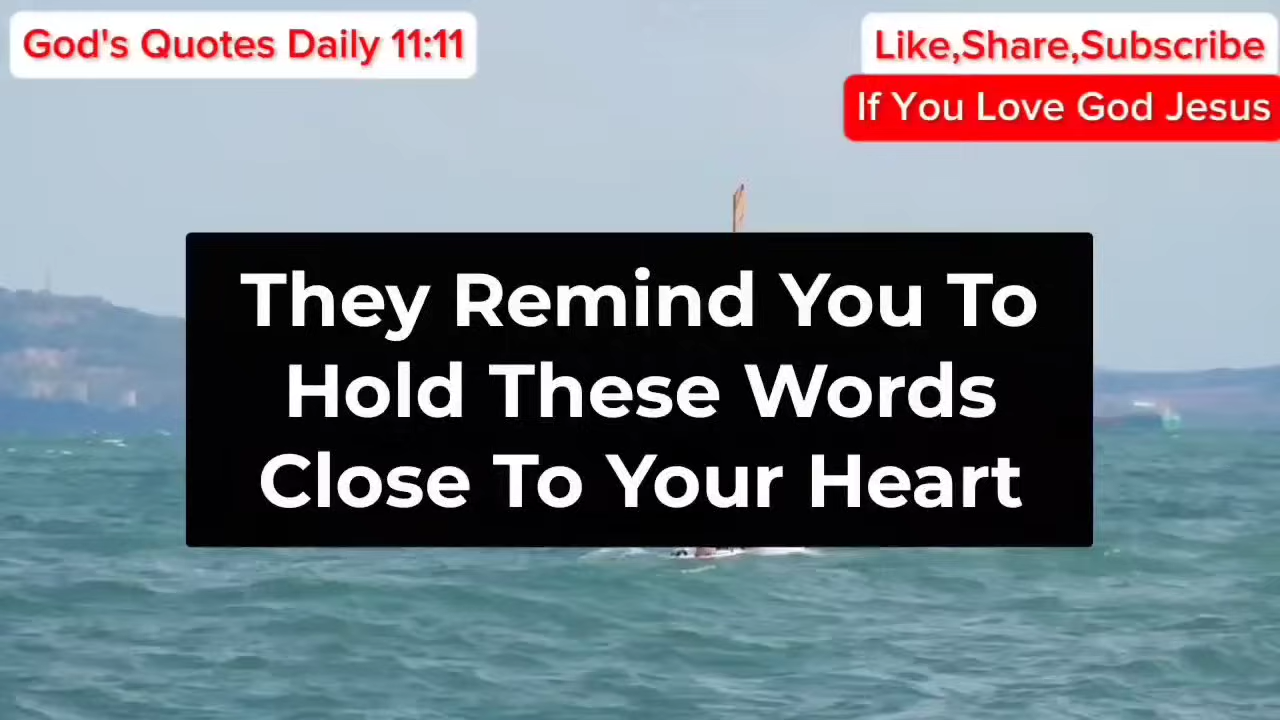 God's Quotes Daily 11:11
Like,Share,Subscribe
If You Love God Jesus
They Remind You To
Hold These Words
Close To Your Heart